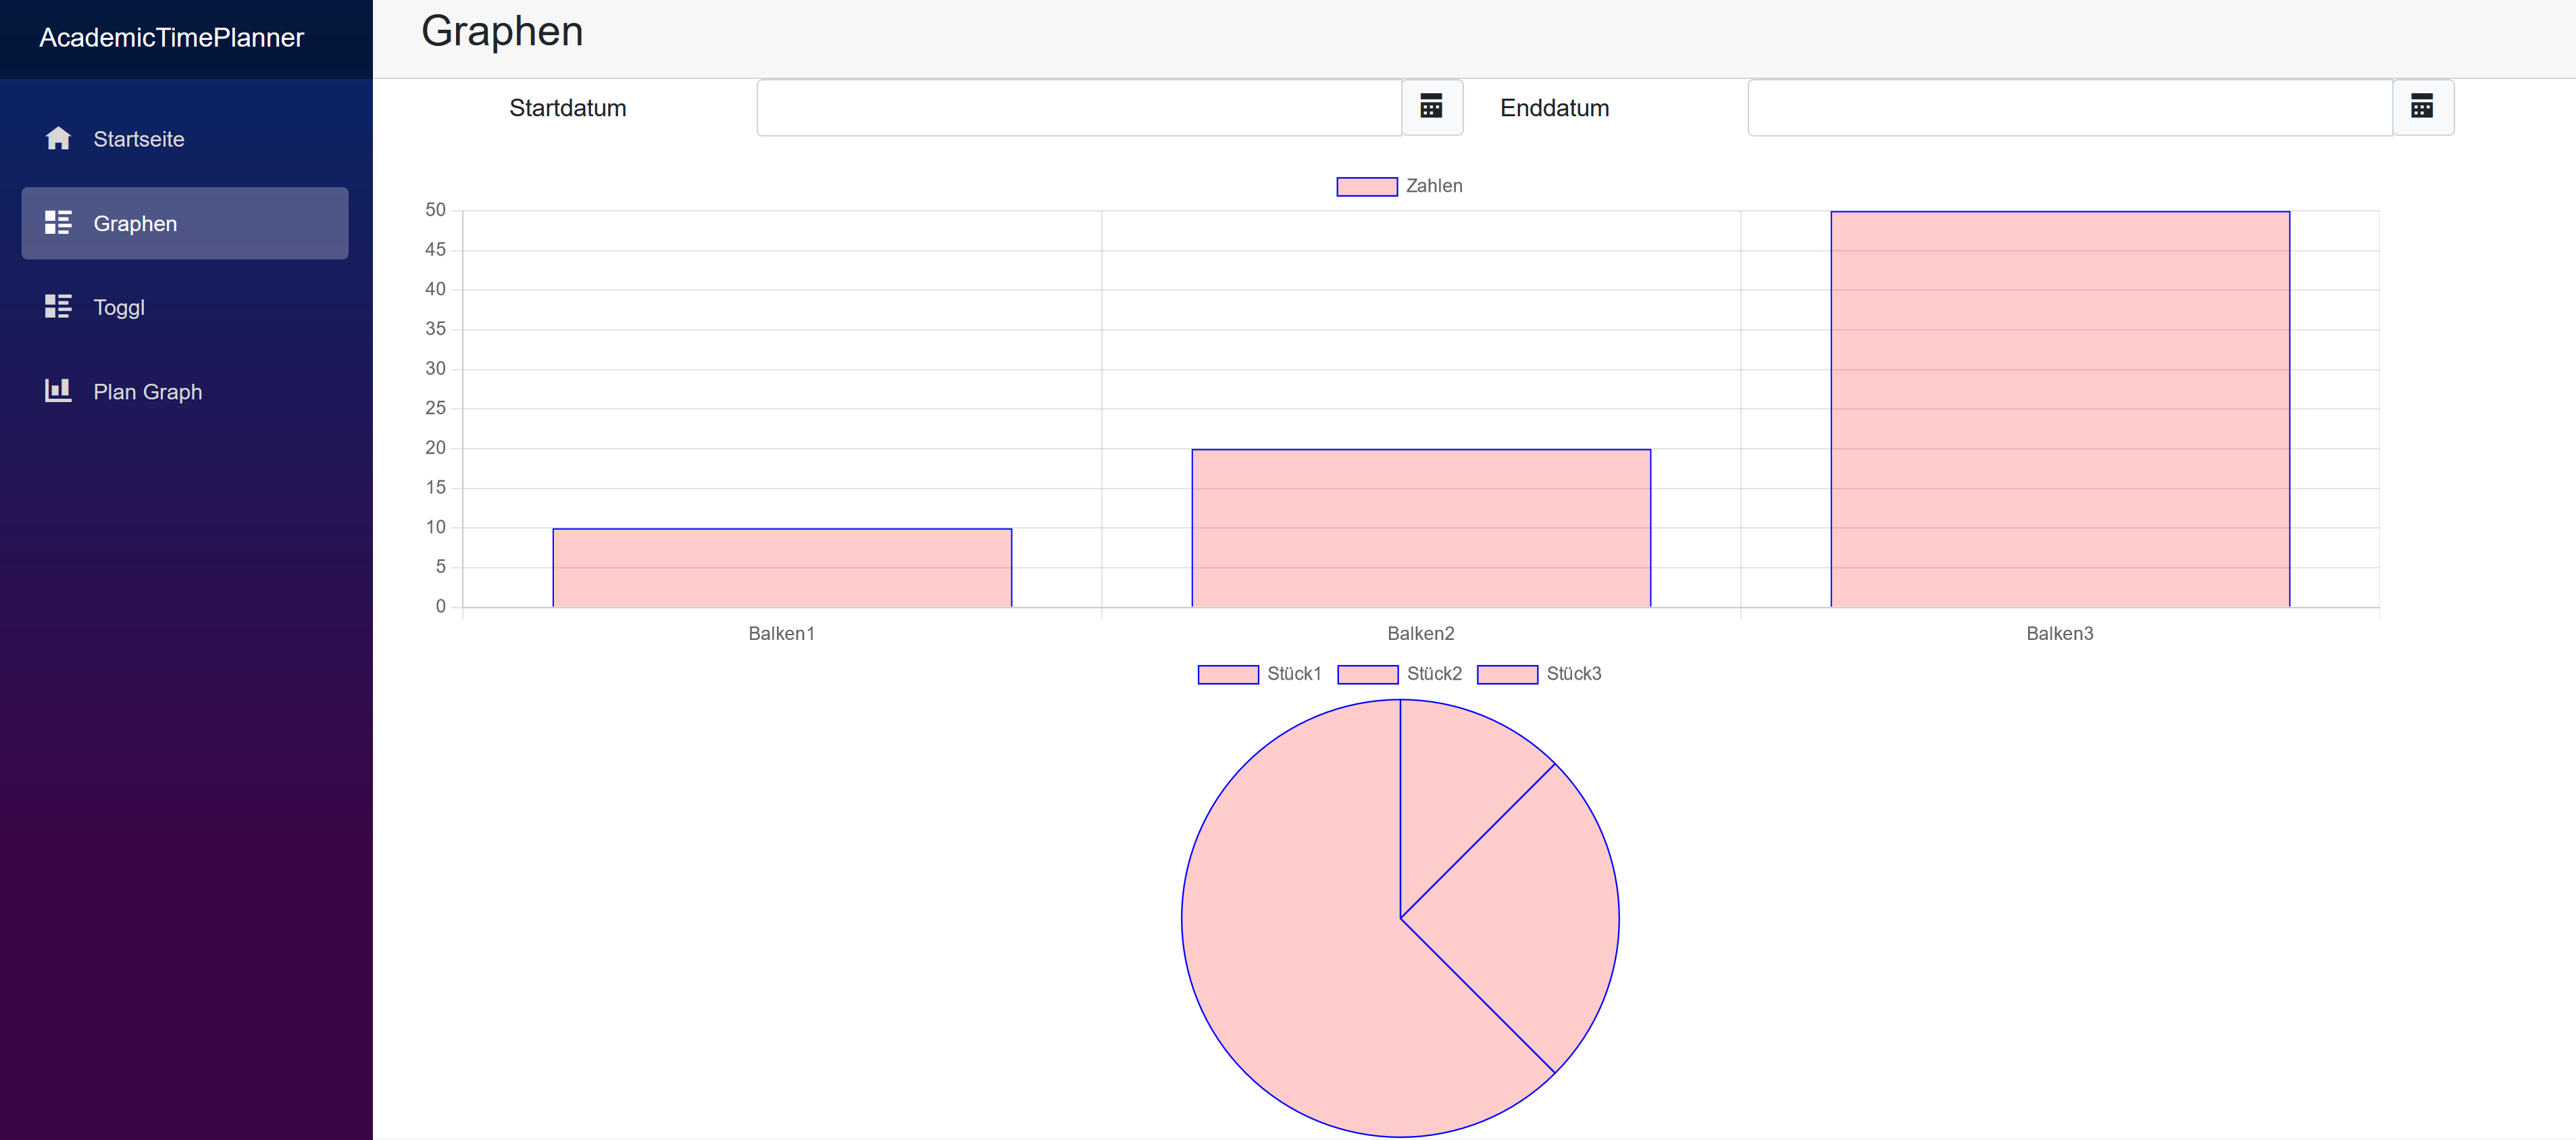 AcademicTimePlanner
Startseite
Graphen
Toggl
Plan Graph
Graphen
Startdatum
Enddatum
Zahlen
50
45
40
35
30
25
20
15
10
5
0
Balken1 Balken2 Balken3
Stück1 Stück2 Stück3